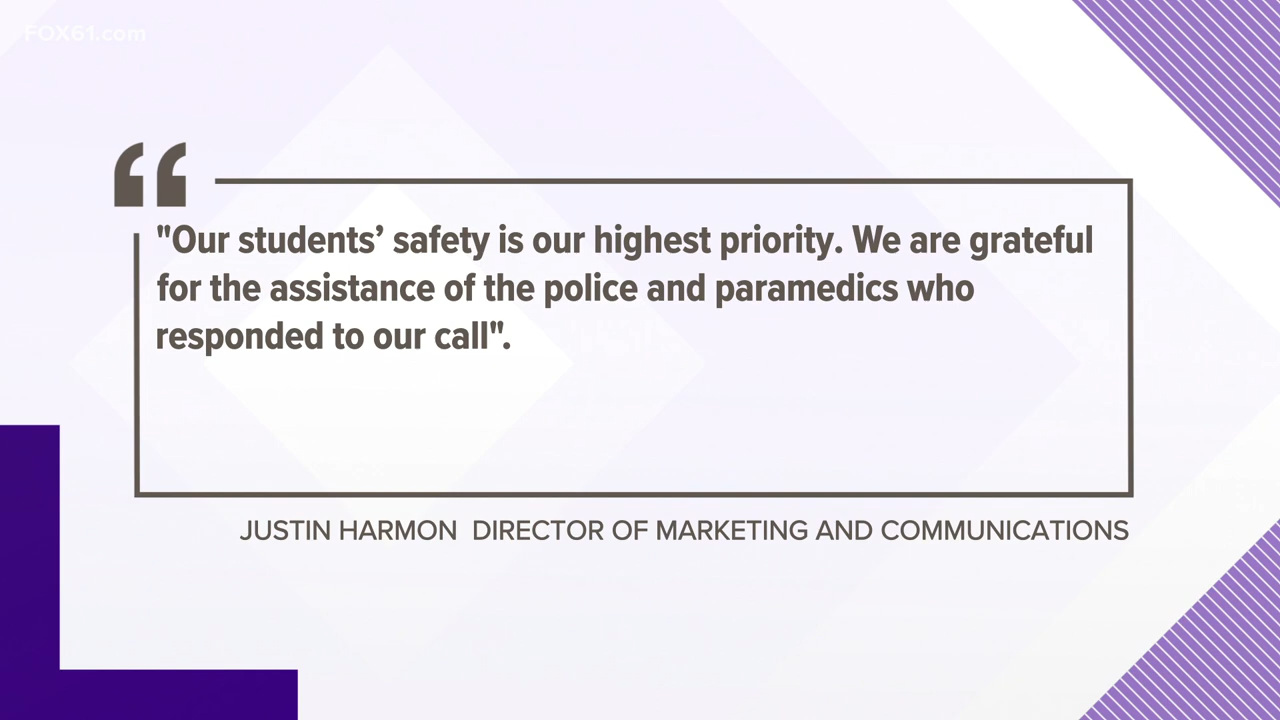 FOX61.com
"Our students’ safety is our highest priority. We are grateful
for the assistance of the police and paramedics who
responded to our call".
JUSTIN HARMON  DIRECTOR OF MARKETING AND COMMUNICATIONS